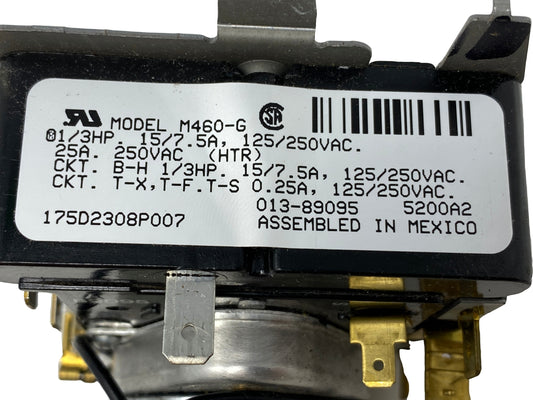 MODEL M460-G
1/3HP. 15/7.5A, 125/250VAC.
25A. 250VAC (HTR)
CKT. B-H 1/3HP. 15/7.5A, 125/250VAC.
CKT. T-X,T-F.T-S 0.25A, 125/250VAC.
013-89095 5200A2
175D2308P007 ASSEMBLED IN MEXICO